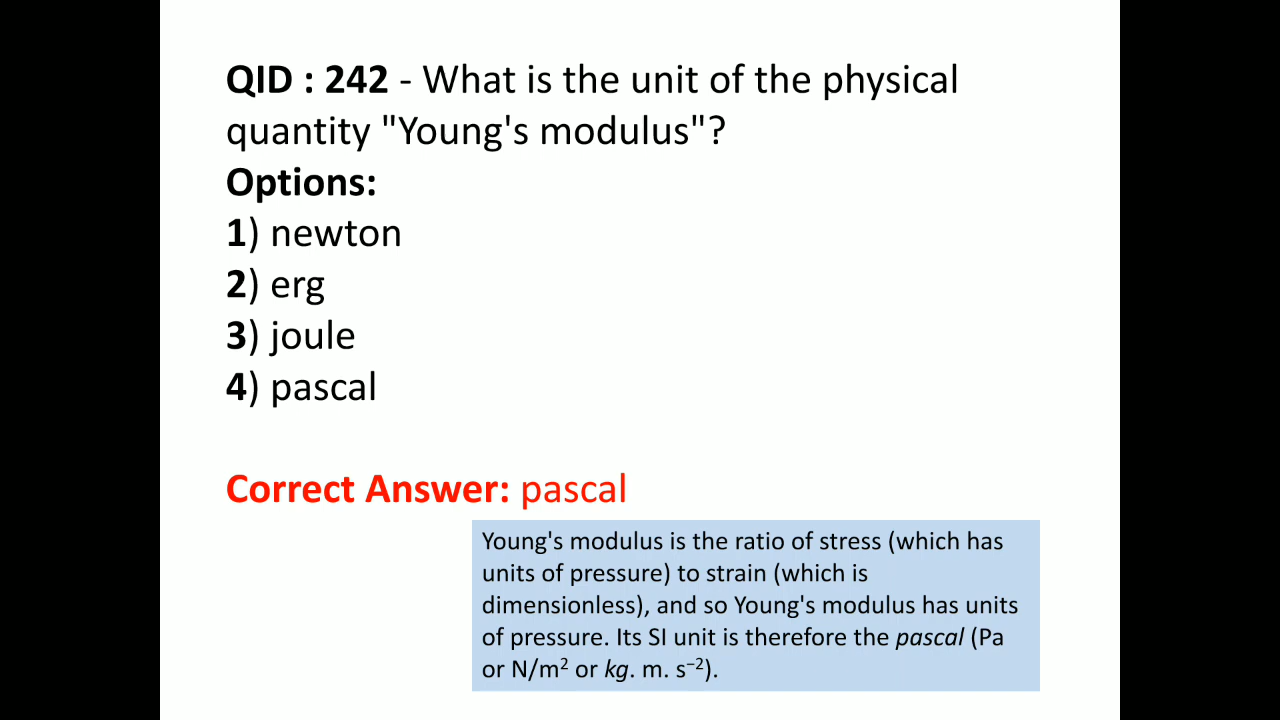 QID : 242 - What is the unit of the physical
quantity "Young's modulus"?
Options:
1) newton
2) erg
3) joule
4) pascal
Correct Answer: pascal
Young's modulus is the ratio of stress (which has
units of pressure) to strain (which is
dimensionless), and so Young's modulus has units
of pressure. Its SI unit is therefore the pascal (Pa
or N/m² or kg. m. s⁻²).